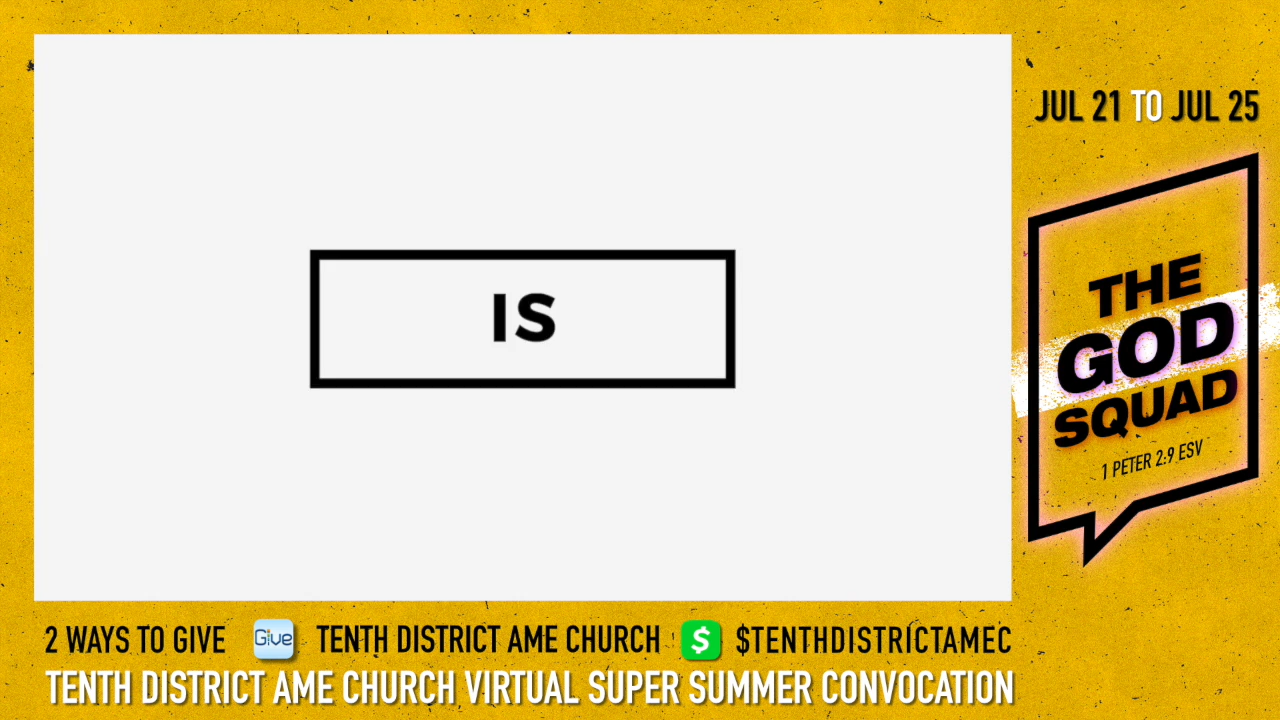 IS
JUL 21 TO JUL 25
THE
GOD
SQUAD
1 PETER 2:9 ESV
2 WAYS TO GIVE Give TENTH DISTRICT AME CHURCH $ $TENTHDISTRICTAMEC
TENTH DISTRICT AME CHURCH VIRTUAL SUPER SUMMER CONVOCATION